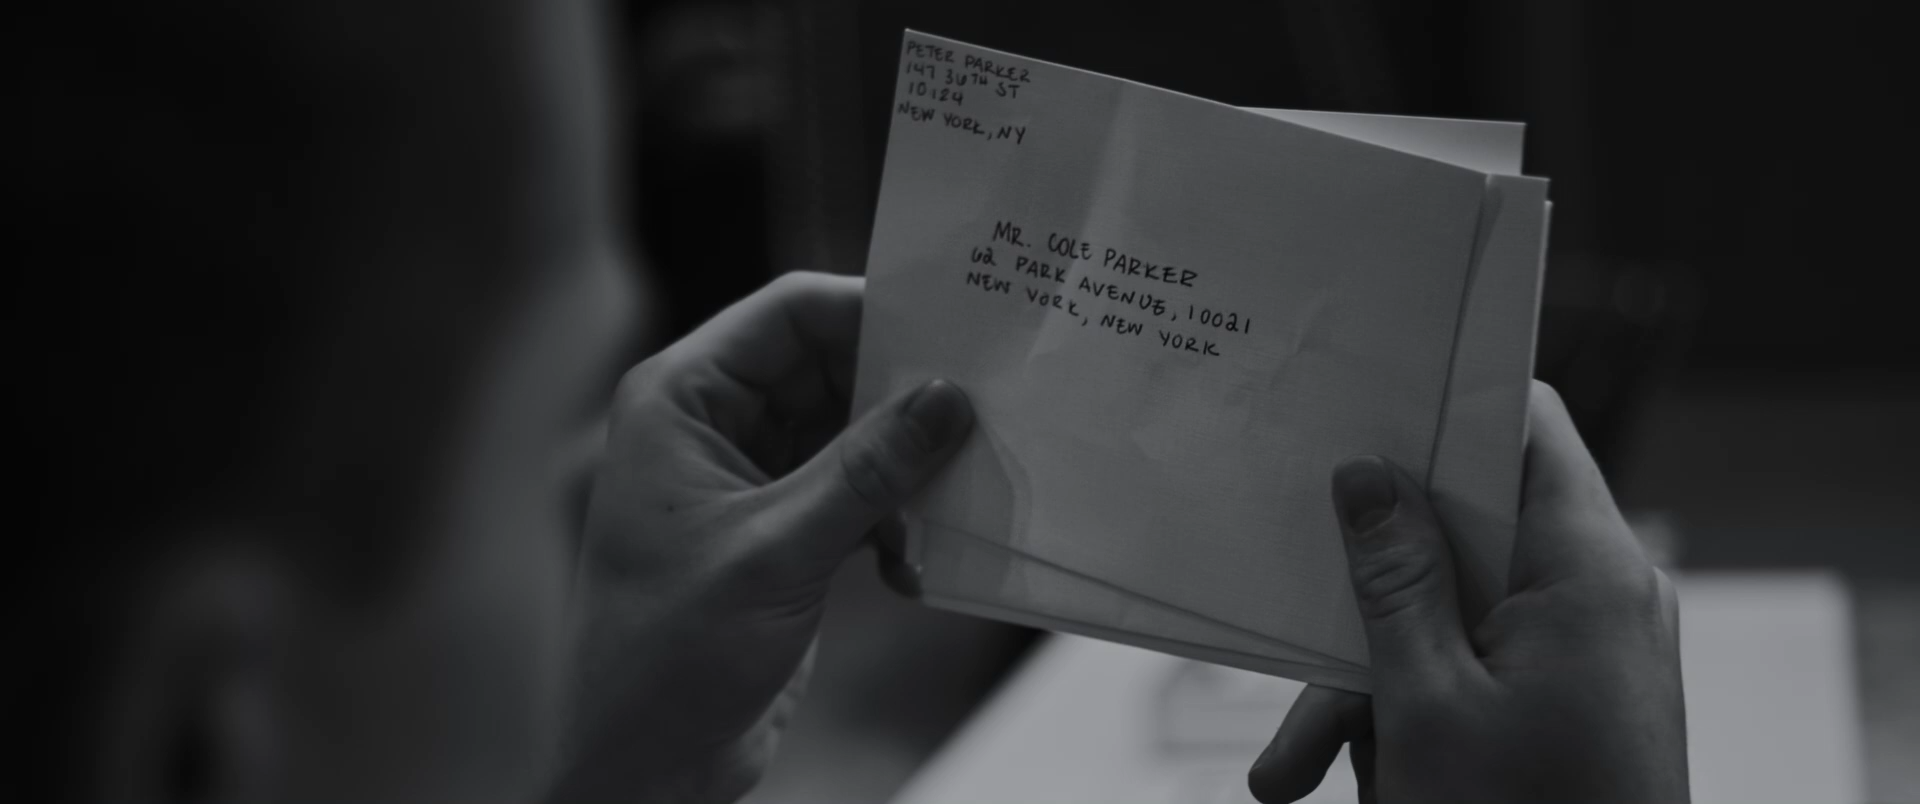 PETER PARKER
147 36TH ST
10124
NEW YORK, NY
MR. COLE PARKER
62 PARK AVENUE, 10021
NEW YORK, NEW YORK